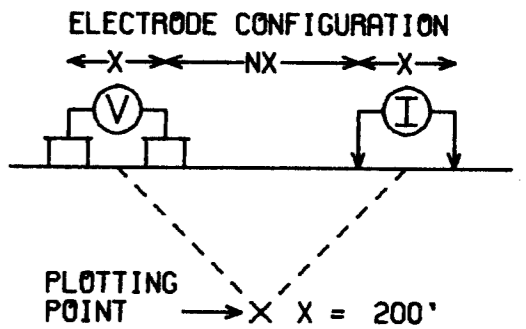 ELECTRODE CONFIGURATION
X NX X
V I
PLOTTING
POINT X X = 200'